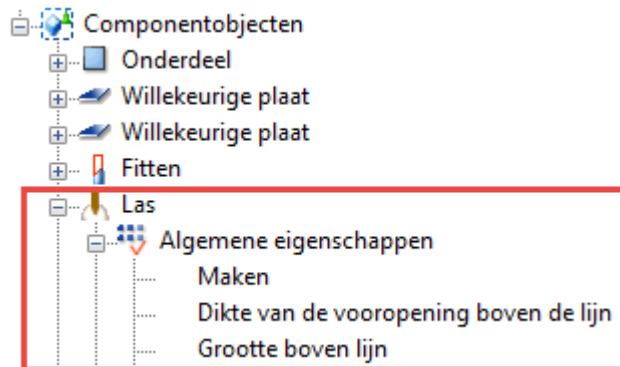 Componentobjecten
Onderdeel
Willekeurige plaat
Willekeurige plaat
Fitten
Las
Algemene eigenschappen
Maken
Dikte van de vooropening boven de lijn
Grootte boven lijn